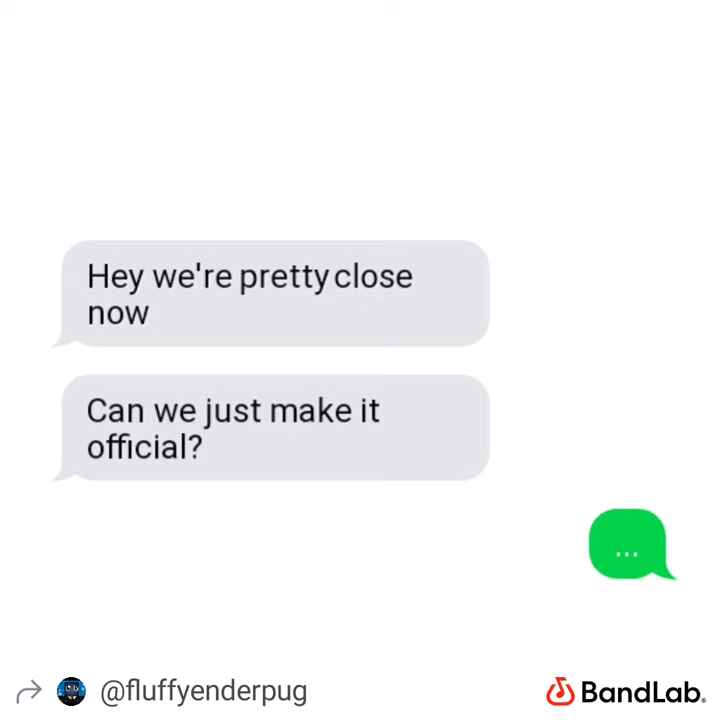 Hey we're pretty close
now
Can we just make it
official?
...
@fluffyenderpug
BandLab.